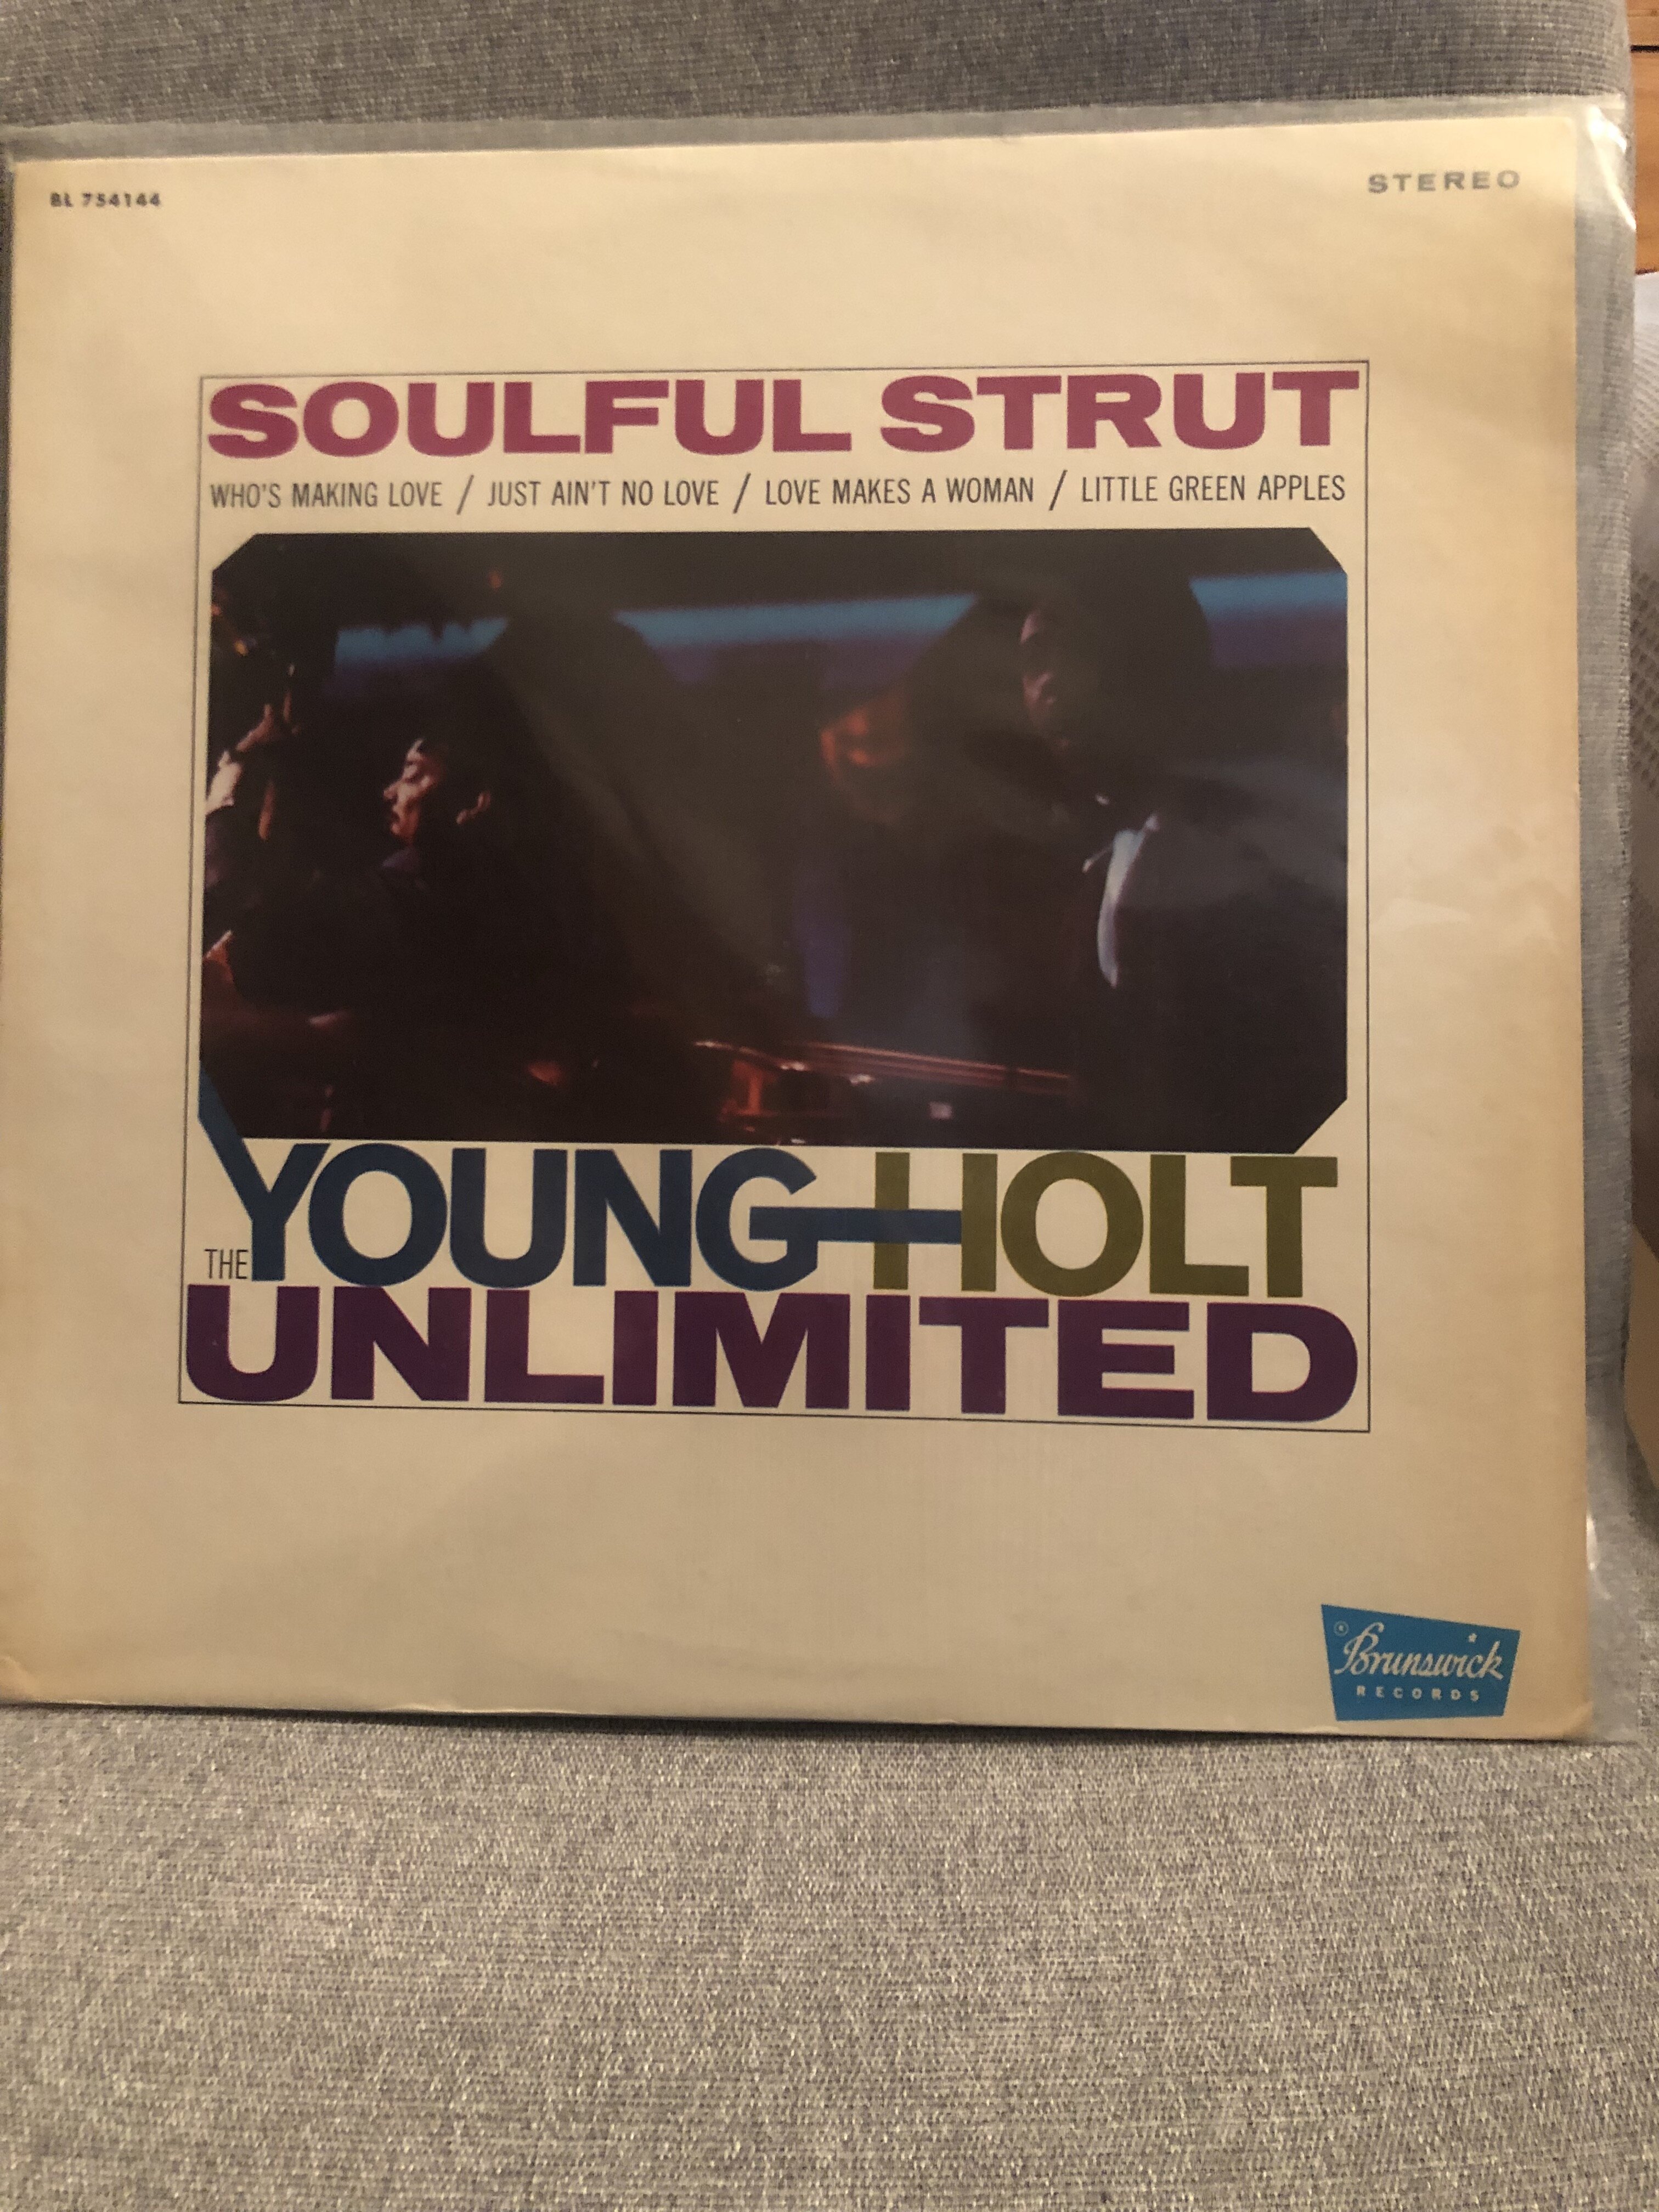 BL 754144
STEREO
SOULFUL STRUT
WHO'S MAKING LOVE / JUST AIN'T NO LOVE / LOVE MAKES A WOMAN / LITTLE GREEN APPLES
THE YOUNG-HOLT
UNLIMITED
® Brunswick
RECORDS